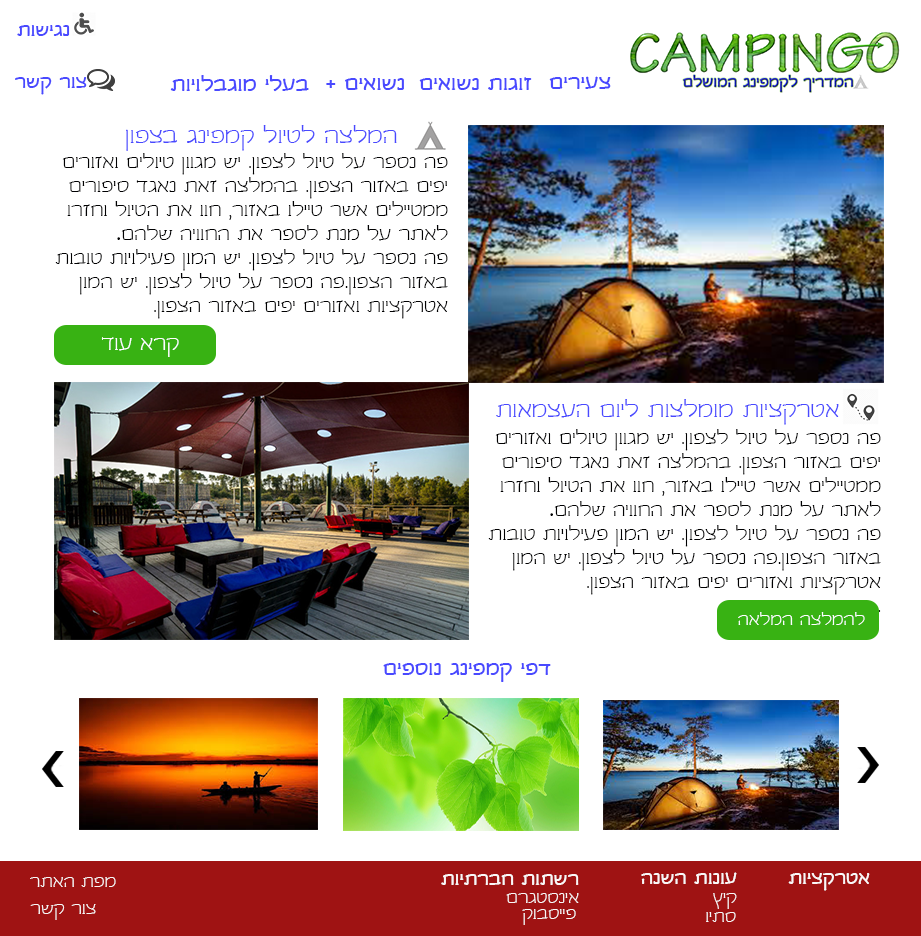 CAMPINGO
המדריך לקמפינג המושלם
נגישות
צעירים זוגות נשואים נשואים + בעלי מוגבלויות צור קשר
המלצה לטיול קמפינג בצפון
פה נספר על טיול לצפון. יש מגוון טיולים ואזורים
יפים באזור הצפון. בהמלצה זאת נאגד סיפורים
ממטיילים אשר טיילו באזור, חוו את הטיול וחזרו
לאתר על מנת לספר את החוויה שלהם.
פה נספר על טיול לצפון. יש המון פעילויות טובות
באזור הצפון.פה נספר על טיול לצפון. יש המון
אטרקציות ואזורים יפים באזור הצפון.
קרא עוד
אטרקציות מומלצות ליום העצמאות
פה נספר על טיול לצפון. יש מגוון טיולים ואזורים
יפים באזור הצפון. בהמלצה זאת נאגד סיפורים
ממטיילים אשר טיילו באזור, חוו את הטיול וחזרו
לאתר על מנת לספר את החוויה שלהם.
פה נספר על טיול לצפון. יש המון פעילויות טובות
באזור הצפון.פה נספר על טיול לצפון. יש המון
אטרקציות ואזורים יפים באזור הצפון.
.
להמלצה המלאה
דפי קמפינג נוספים
אטרקציות
עונות השנה
קיץ
סתיו
רשתות חברתיות
אינסטגרם
פייסבוק
מפת האתר
צור קשר